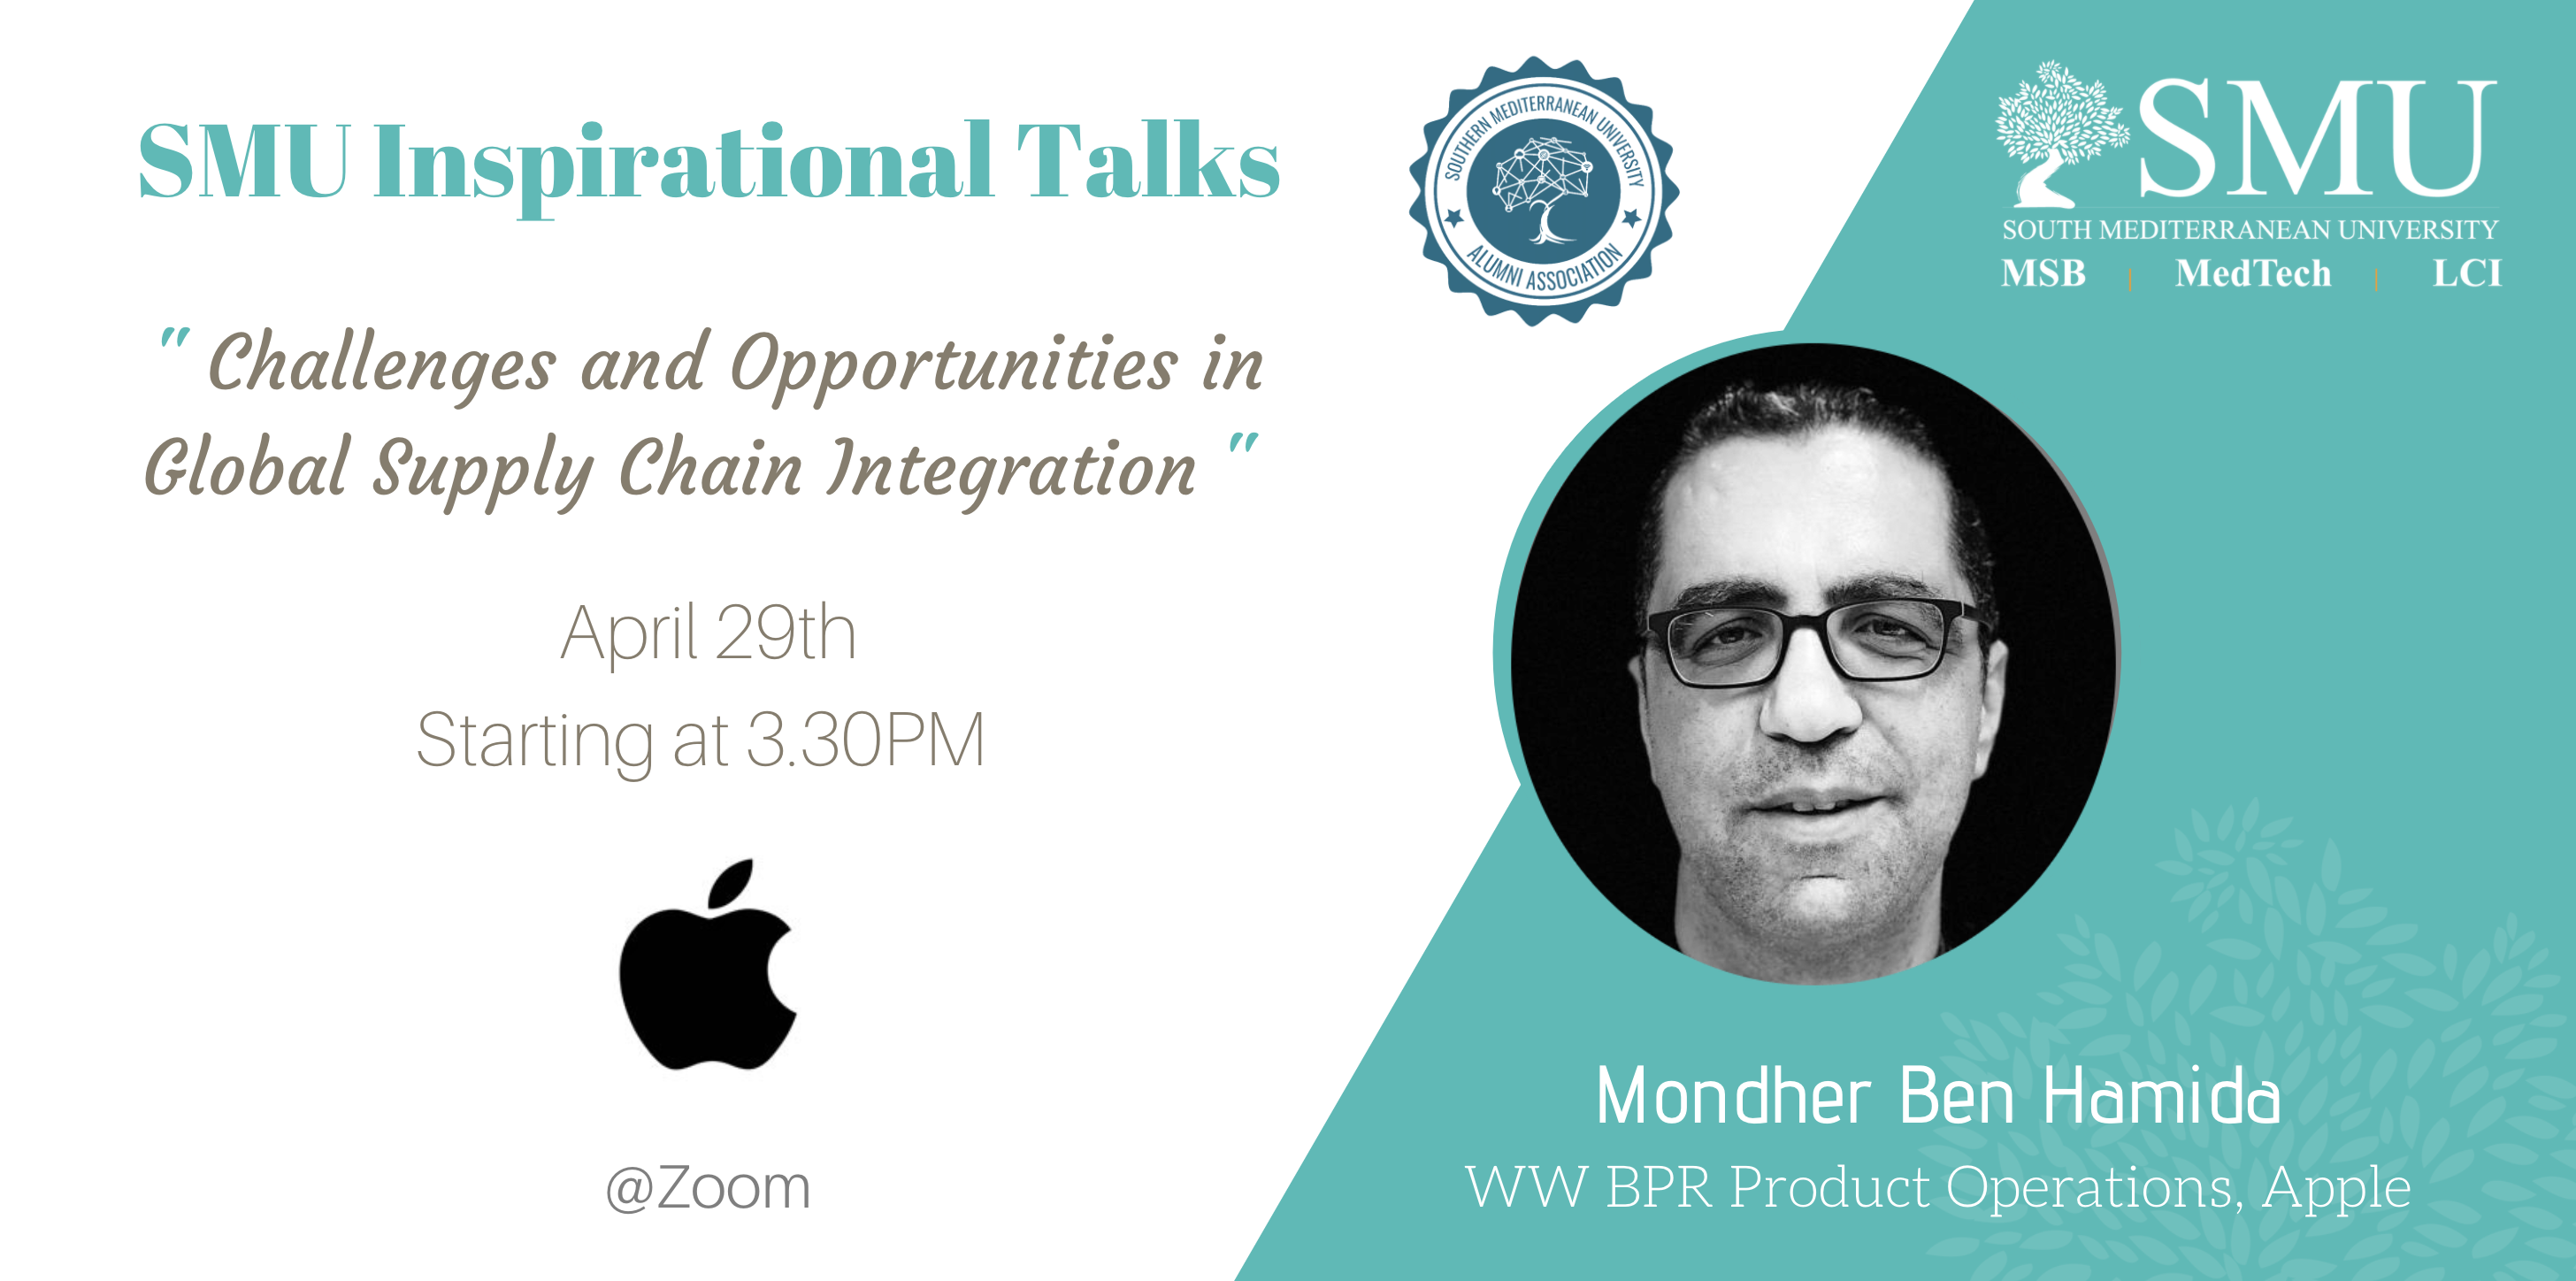 SMU Inspirational Talks
" Challenges and Opportunities in
Global Supply Chain Integration "
April 29th
Starting at 3.30PM
@Zoom
SOUTHERN MEDITERRANEAN UNIVERSITY
ALUMNI ASSOCIATION
SMU
SOUTH MEDITERRANEAN UNIVERSITY
MSB | MedTech | LCI
Mondher Ben Hamida
WW BPR Product Operations, Apple